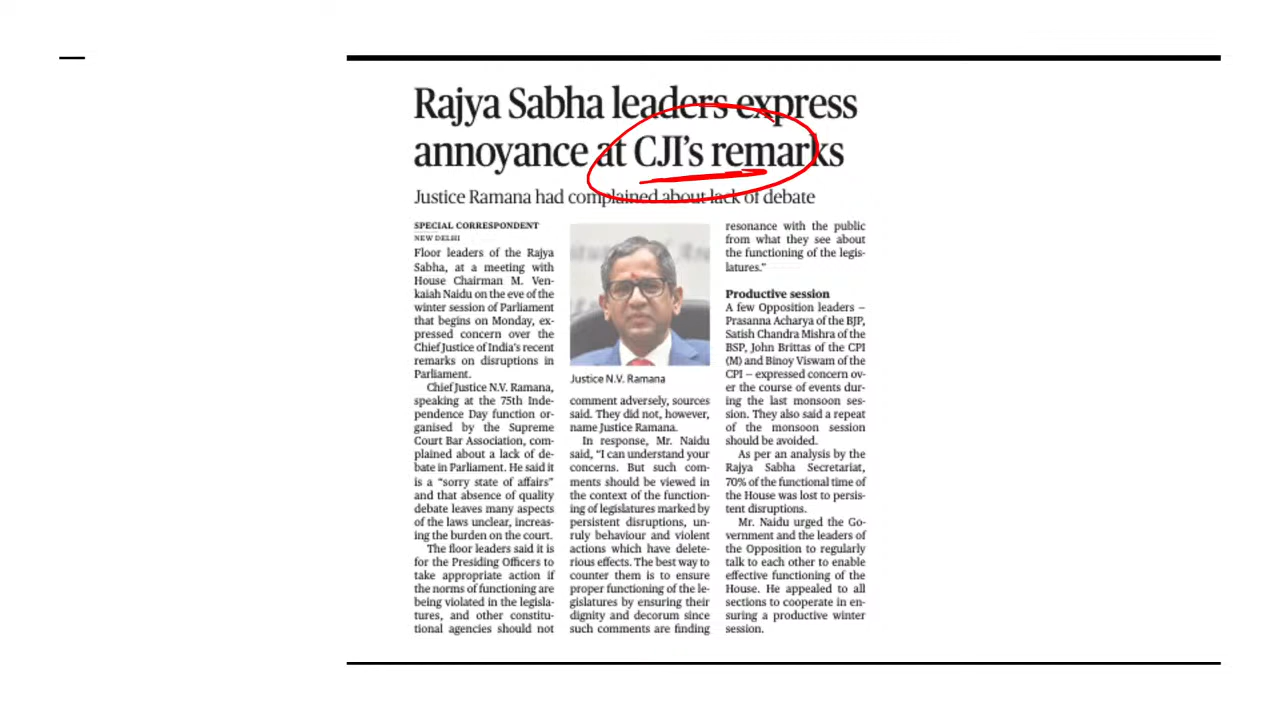 Rajya Sabha leaders express
annoyance at CJI's remarks
Justice Ramana had complained about lack of debate
SPECIAL CORRESPONDENT
NEW DELHI
Floor leaders of the Rajya
Sabha, at a meeting with
House Chairman M. Ven-
kaiah Naidu on the eve of the
winter session of Parliament
that begins on Monday, ex-
pressed concern over the
Chief Justice of India's recent
remarks on disruptions in
Parliament.
Chief Justice N.V. Ramana,
speaking at the 75th Inde-
pendence Day function or-
ganised by the Supreme
Court Bar Association, com-
plained about a lack of de-
bate in Parliament. He said it
is a “sorry state of affairs”
and that absence of quality
debate leaves many aspects
of the laws unclear, increas-
ing the burden on the court.
The floor leaders said it is
for the Presiding Officers to
take appropriate action if
the norms of functioning are
being violated in the legisla-
tures, and other constitu-
tional agencies should not
Justice N.V. Ramana
comment adversely, sources
said. They did not, however,
name Justice Ramana.
In response, Mr. Naidu
said, “I can understand your
concerns. But such com-
ments should be viewed in
the context of the function-
ing of legislatures marked by
persistent disruptions, un-
ruly behaviour and violent
actions which have delete-
rious effects. The best way to
counter them is to ensure
proper functioning of the le-
gislatures by ensuring their
dignity and decorum since
such comments are finding
resonance with the public
from what they see about
the functioning of the legis-
latures.”
Productive session
A few Opposition leaders –
Prasanna Acharya of the BJP,
Satish Chandra Mishra of the
BSP, John Brittas of the CPI
(M) and Binoy Viswam of the
CPI – expressed concern ov-
er the course of events dur-
ing the last monsoon ses-
sion. They also said a repeat
of the monsoon session
should be avoided.
As per an analysis by the
Rajya Sabha Secretariat,
70% of the functional time of
the House was lost to persis-
tent disruptions.
Mr. Naidu urged the Go-
vernment and the leaders of
the Opposition to regularly
talk to each other to enable
effective functioning of the
House. He appealed to all
sections to cooperate in en-
suring a productive winter
session.